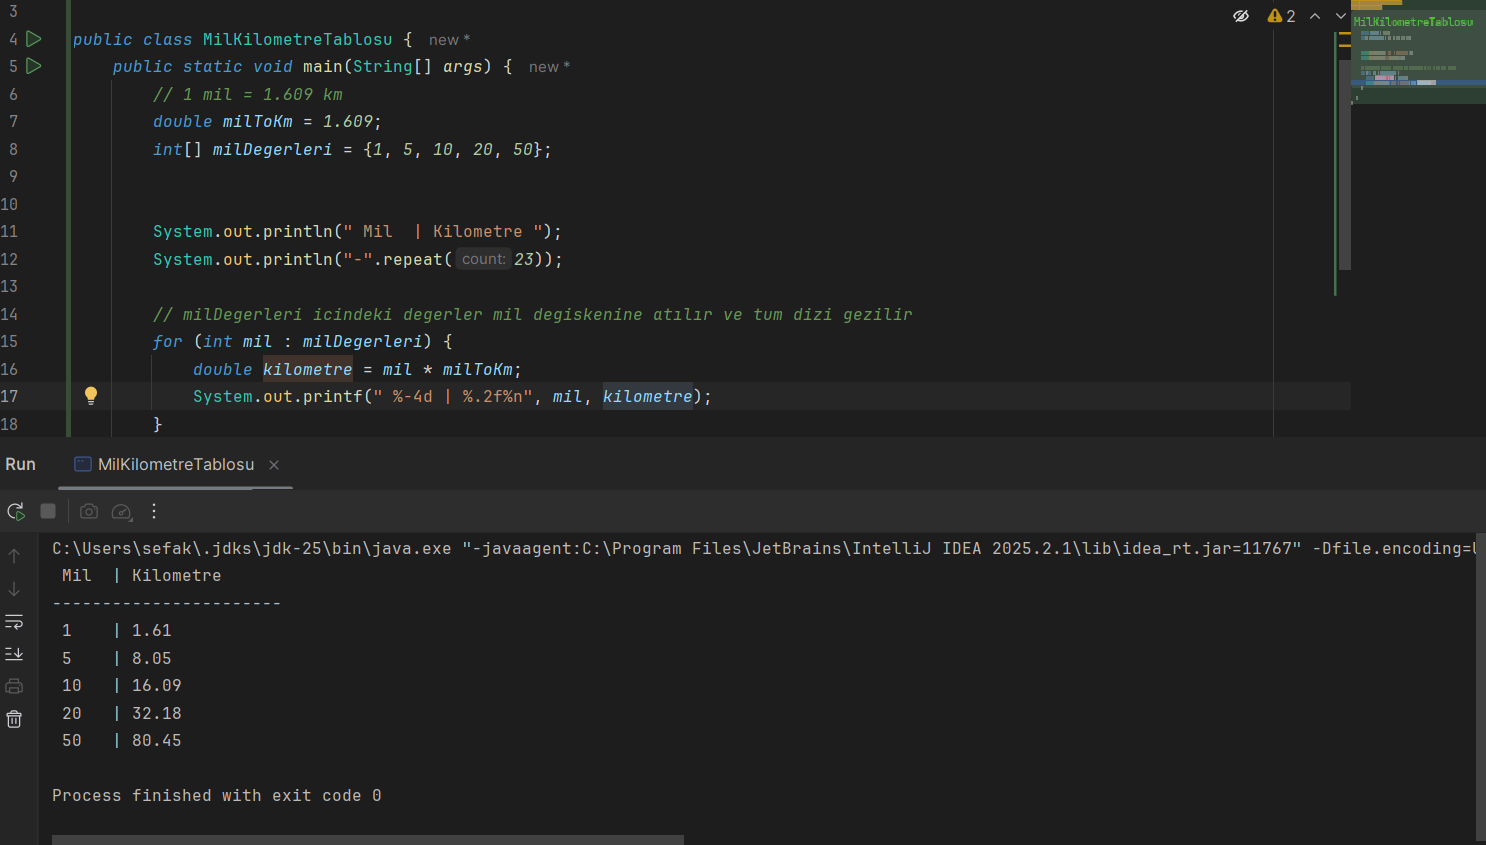 3
4 public class MilKilometreTablosu { new *
5 public static void main(String[] args) { new *
6 // 1 mil = 1.609 km
7 double milToKm = 1.609;
8 int[] milDegerleri = {1, 5, 10, 20, 50};
9
10
11 System.out.println(" Mil  | Kilometre ");
12 System.out.println("-".repeat( count: 23));
13
14 // milDegerleri icindeki degerler mil degiskenine atılır ve tum dizi gezilir
15 for (int mil : milDegerleri) {
16 double kilometre = mil * milToKm;
17 System.out.printf(" %-4d | %.2f%n", mil, kilometre);
18 }
2
MilKilometreTablosu
Run MilKilometreTablosu
C:\Users\sefak\.jdks\jdk-25\bin\java.exe "-javaagent:C:\Program Files\JetBrains\IntelliJ IDEA 2025.2.1\lib\idea_rt.jar=11767" -Dfile.encoding=U
Mil  | Kilometre
-----------------------
1    | 1.61
5    | 8.05
10   | 16.09
20   | 32.18
50   | 80.45
Process finished with exit code 0